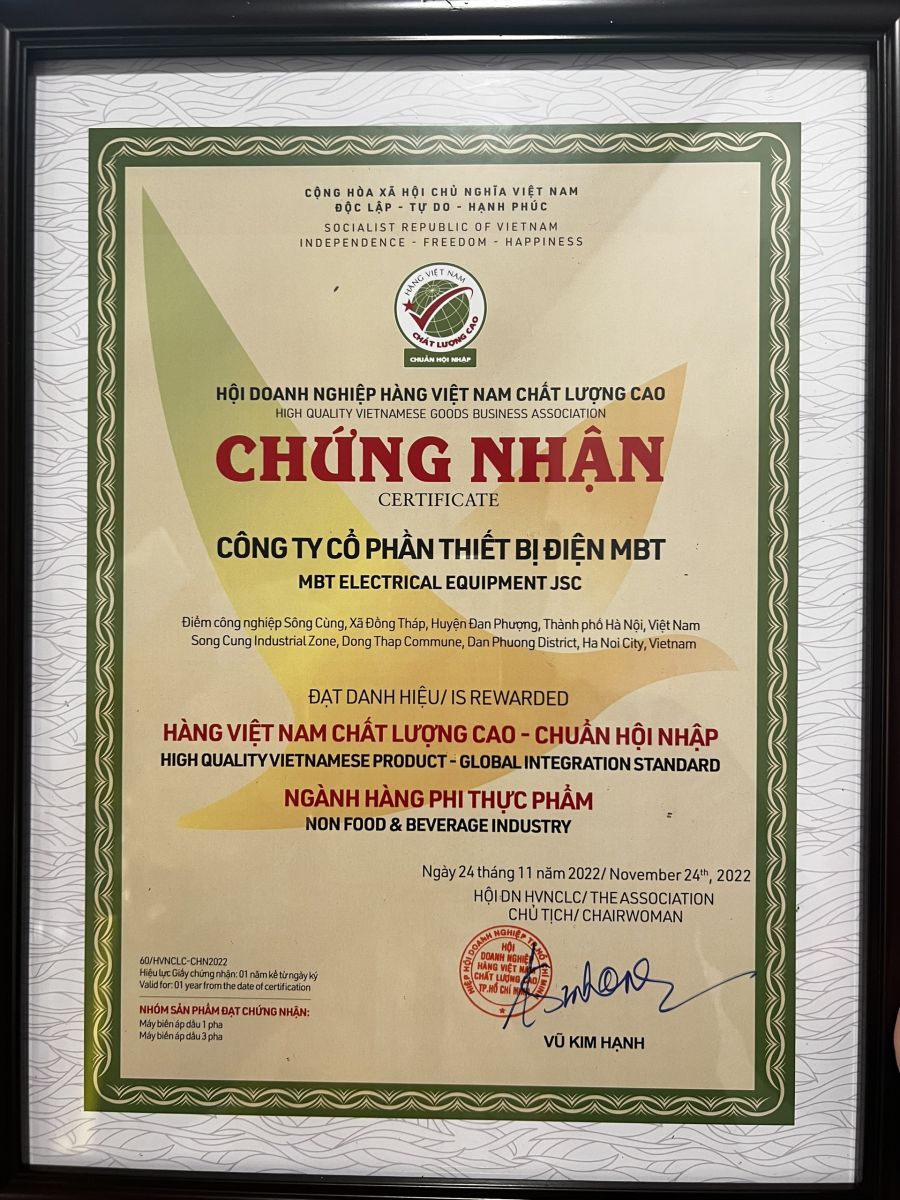 CỘNG HÒA XÃ HỘI CHỦ NGHĨA VIỆT NAM
ĐỘC LẬP - TỰ DO - HẠNH PHÚC
SOCIALIST REPUBLIC OF VIETNAM
INDEPENDENCE - FREEDOM - HAPPINESS
HÀNG VIỆT NAM
CHẤT LƯỢNG CAO
CHUẨN HỘI NHẬP
HỘI DOANH NGHIỆP HÀNG VIỆT NAM CHẤT LƯỢNG CAO
HIGH QUALITY VIETNAMESE GOODS BUSINESS ASSOCIATION
CHỨNG NHẬN
CERTIFICATE
CÔNG TY CỔ PHẦN THIẾT BỊ ĐIỆN MBT
MBT ELECTRICAL EQUIPMENT JSC
Điểm công nghiệp Sông Cùng, Xã Đồng Tháp, Huyện Đan Phượng, Thành phố Hà Nội, Việt Nam
Song Cung Industrial Zone, Dong Thap Commune, Dan Phuong District, Ha Noi City, Vietnam
ĐẠT DANH HIỆU/ IS REWARDED
HÀNG VIỆT NAM CHẤT LƯỢNG CAO - CHUẨN HỘI NHẬP
HIGH QUALITY VIETNAMESE PRODUCT - GLOBAL INTEGRATION STANDARD
NGÀNH HÀNG PHI THỰC PHẨM
NON FOOD & BEVERAGE INDUSTRY
Ngày 24 tháng 11 năm 2022/ November 24th, 2022
HỘI DN HVNCLC/ THE ASSOCIATION
CHỦ TỊCH/ CHAIRWOMAN
HIỆP HỘI DOANH NGHIỆP TP. HỒ CHÍ MINH
HỘI
DOANH NGHIỆP
HÀNG VIỆT NAM
CHẤT LƯỢNG CAO
TP.HỒ CHÍ MINH
VŨ KIM HẠNH
60/HVNCLC-CHN2022
Hiệu lực Giấy chứng nhận: 01 năm kể từ ngày ký
Valid for: 01 year from the date of certification
NHÓM SẢN PHẨM ĐẠT CHỨNG NHẬN:
Máy biến áp dầu 1 pha
Máy biến áp dầu 3 pha